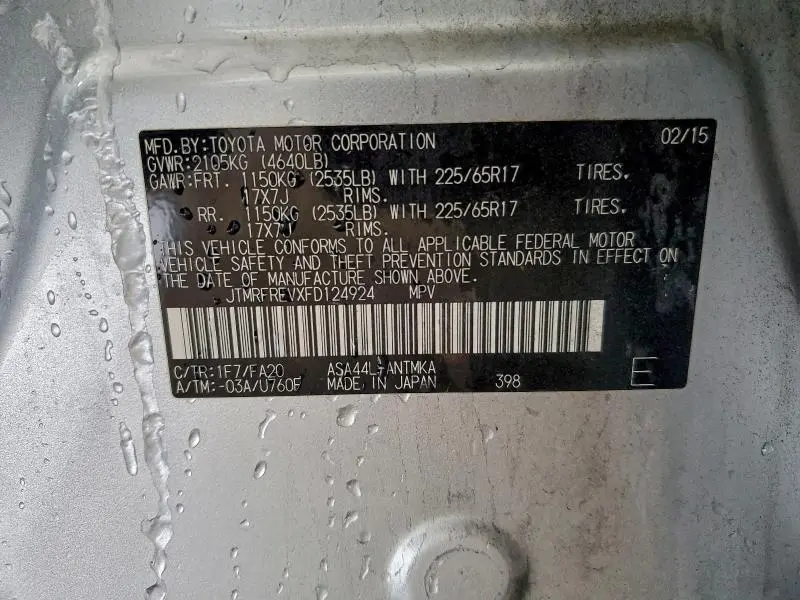 MFD.BY:TOYOTA MOTOR CORPORATION 02/15
GVWR:2105KG (4640LB)
GAWR:FRT. 1150KG (2535LB) WITH 225/65R17 TIRES.
17X7J RIMS.
RR. 1150KG (2535LB) WITH 225/65R17 TIRES.
17X7J RIMS.
THIS VEHICLE CONFORMS TO ALL APPLICABLE FEDERAL MOTOR
VEHICLE SAFETY AND THEFT PREVENTION STANDARDS IN EFFECT ON
THE DATE OF MANUFACTURE SHOWN ABOVE.
JTMRFREVXFD124924 MPV
C/TR:1F7/FA20 ASA44L-ANTMKA
A/TM:-03A/U760F MADE IN JAPAN 398 E